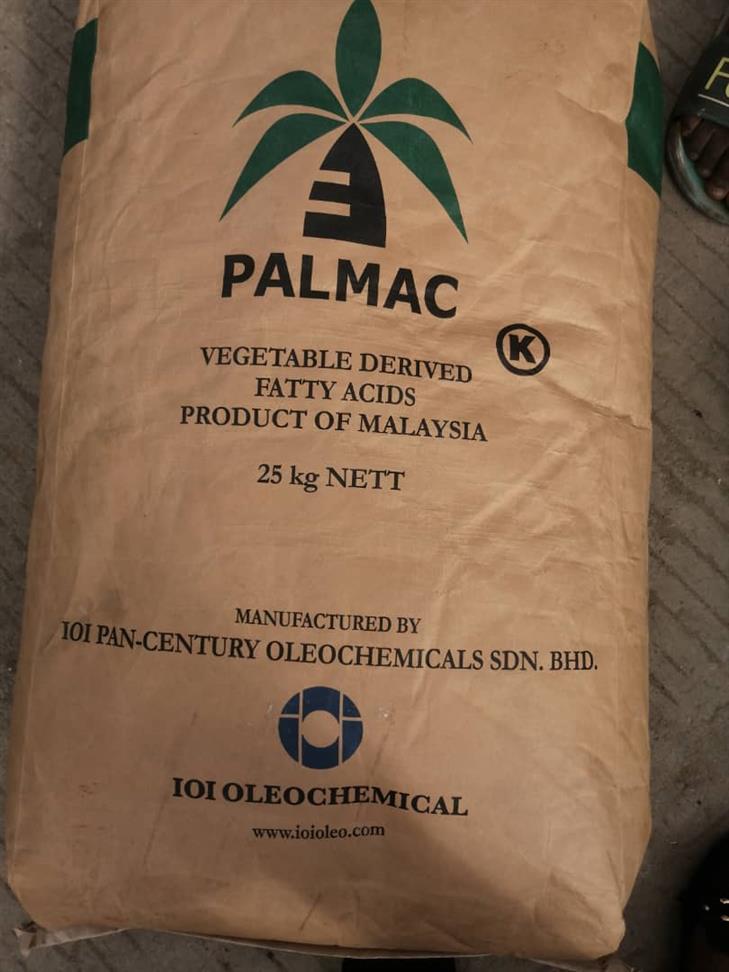 PALMAC
K
VEGETABLE DERIVED
FATTY ACIDS
PRODUCT OF MALAYSIA
25 kg NETT
MANUFACTURED BY
IOI PAN-CENTURY OLEOCHEMICALS SDN. BHD.
IOI OLEOCHEMICAL
www.ioioleo.com